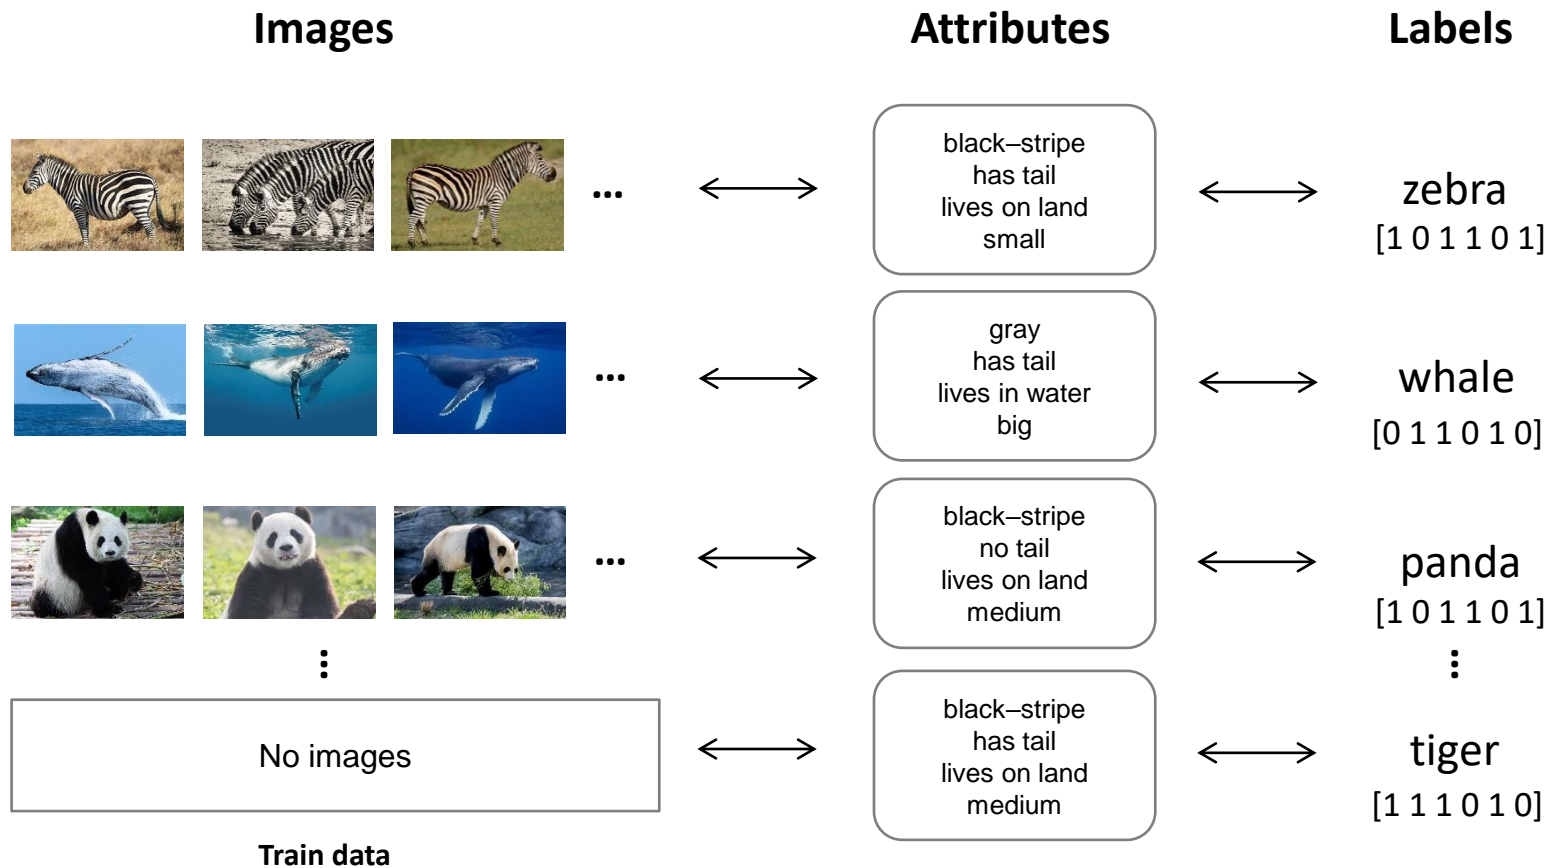 Images
Attributes
Labels
...
black–stripe
has tail
lives on land
small
zebra
[1 0 1 1 0 1]
...
gray
has tail
lives in water
big
whale
[0 1 1 0 1 0]
...
black–stripe
no tail
lives on land
medium
panda
[1 0 1 1 0 1]
No images
black–stripe
has tail
lives on land
medium
tiger
[1 1 1 0 1 0]
Train data